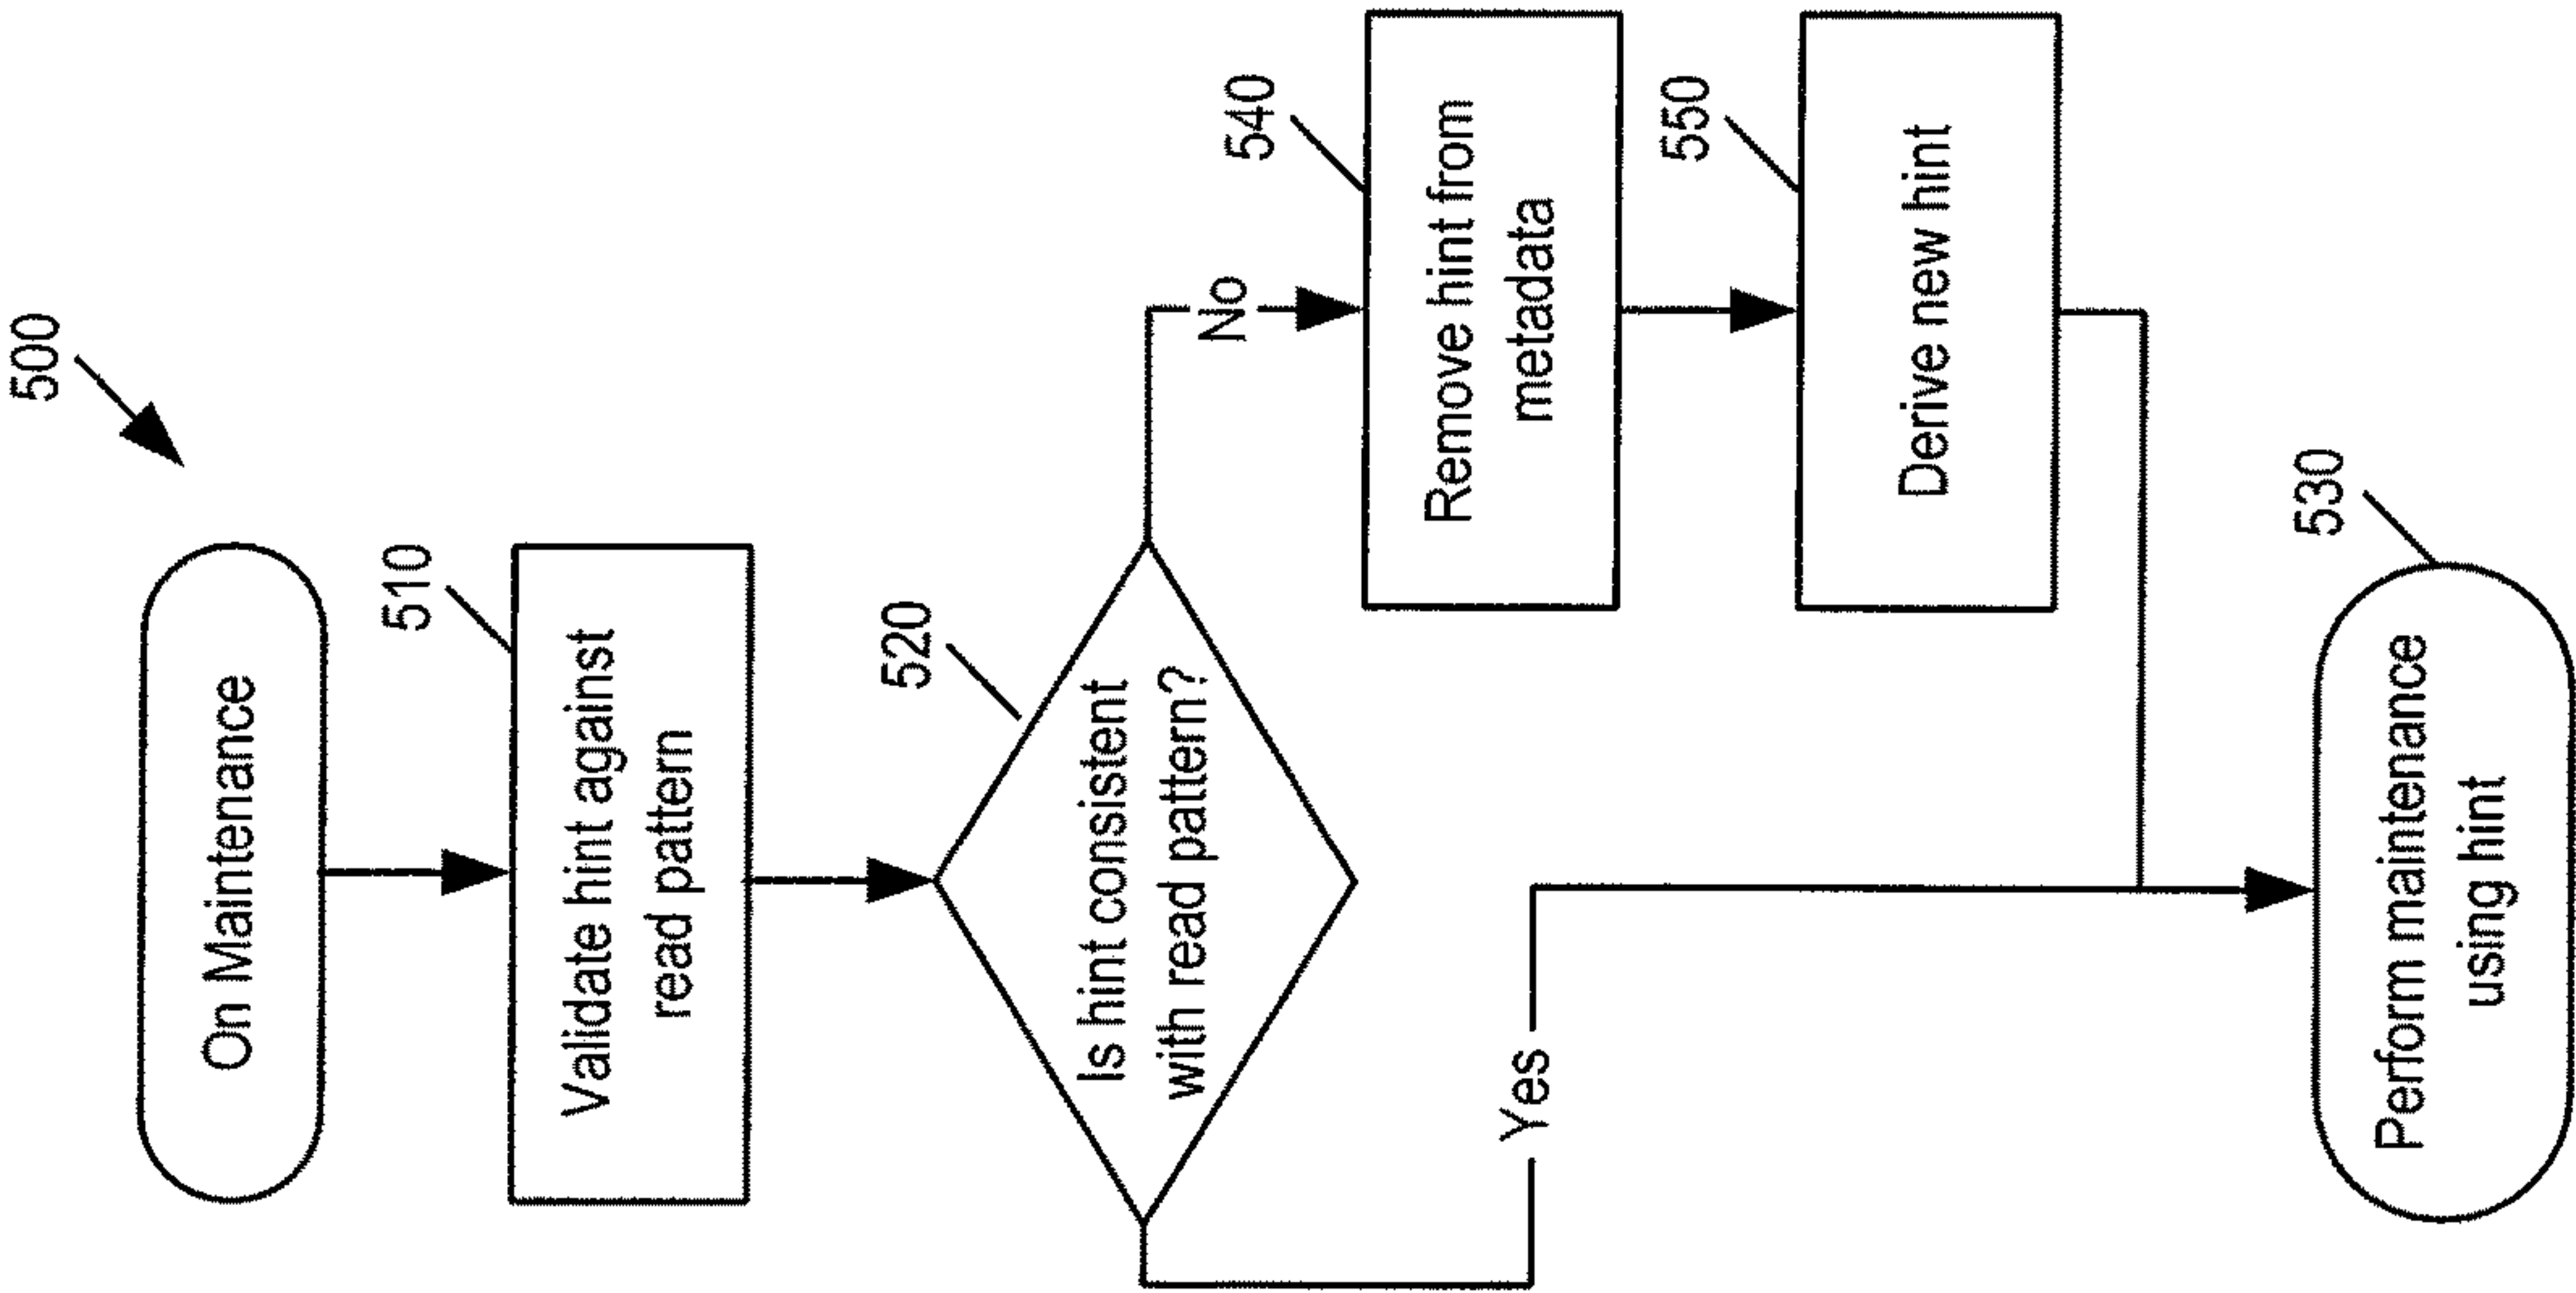 500
On Maintenance
510
Validate hint against
read pattern
520
Is hint consistent
with read pattern?
No
540
Remove hint from
metadata
550
Derive new hint
Yes
530
Perform maintenance
using hint